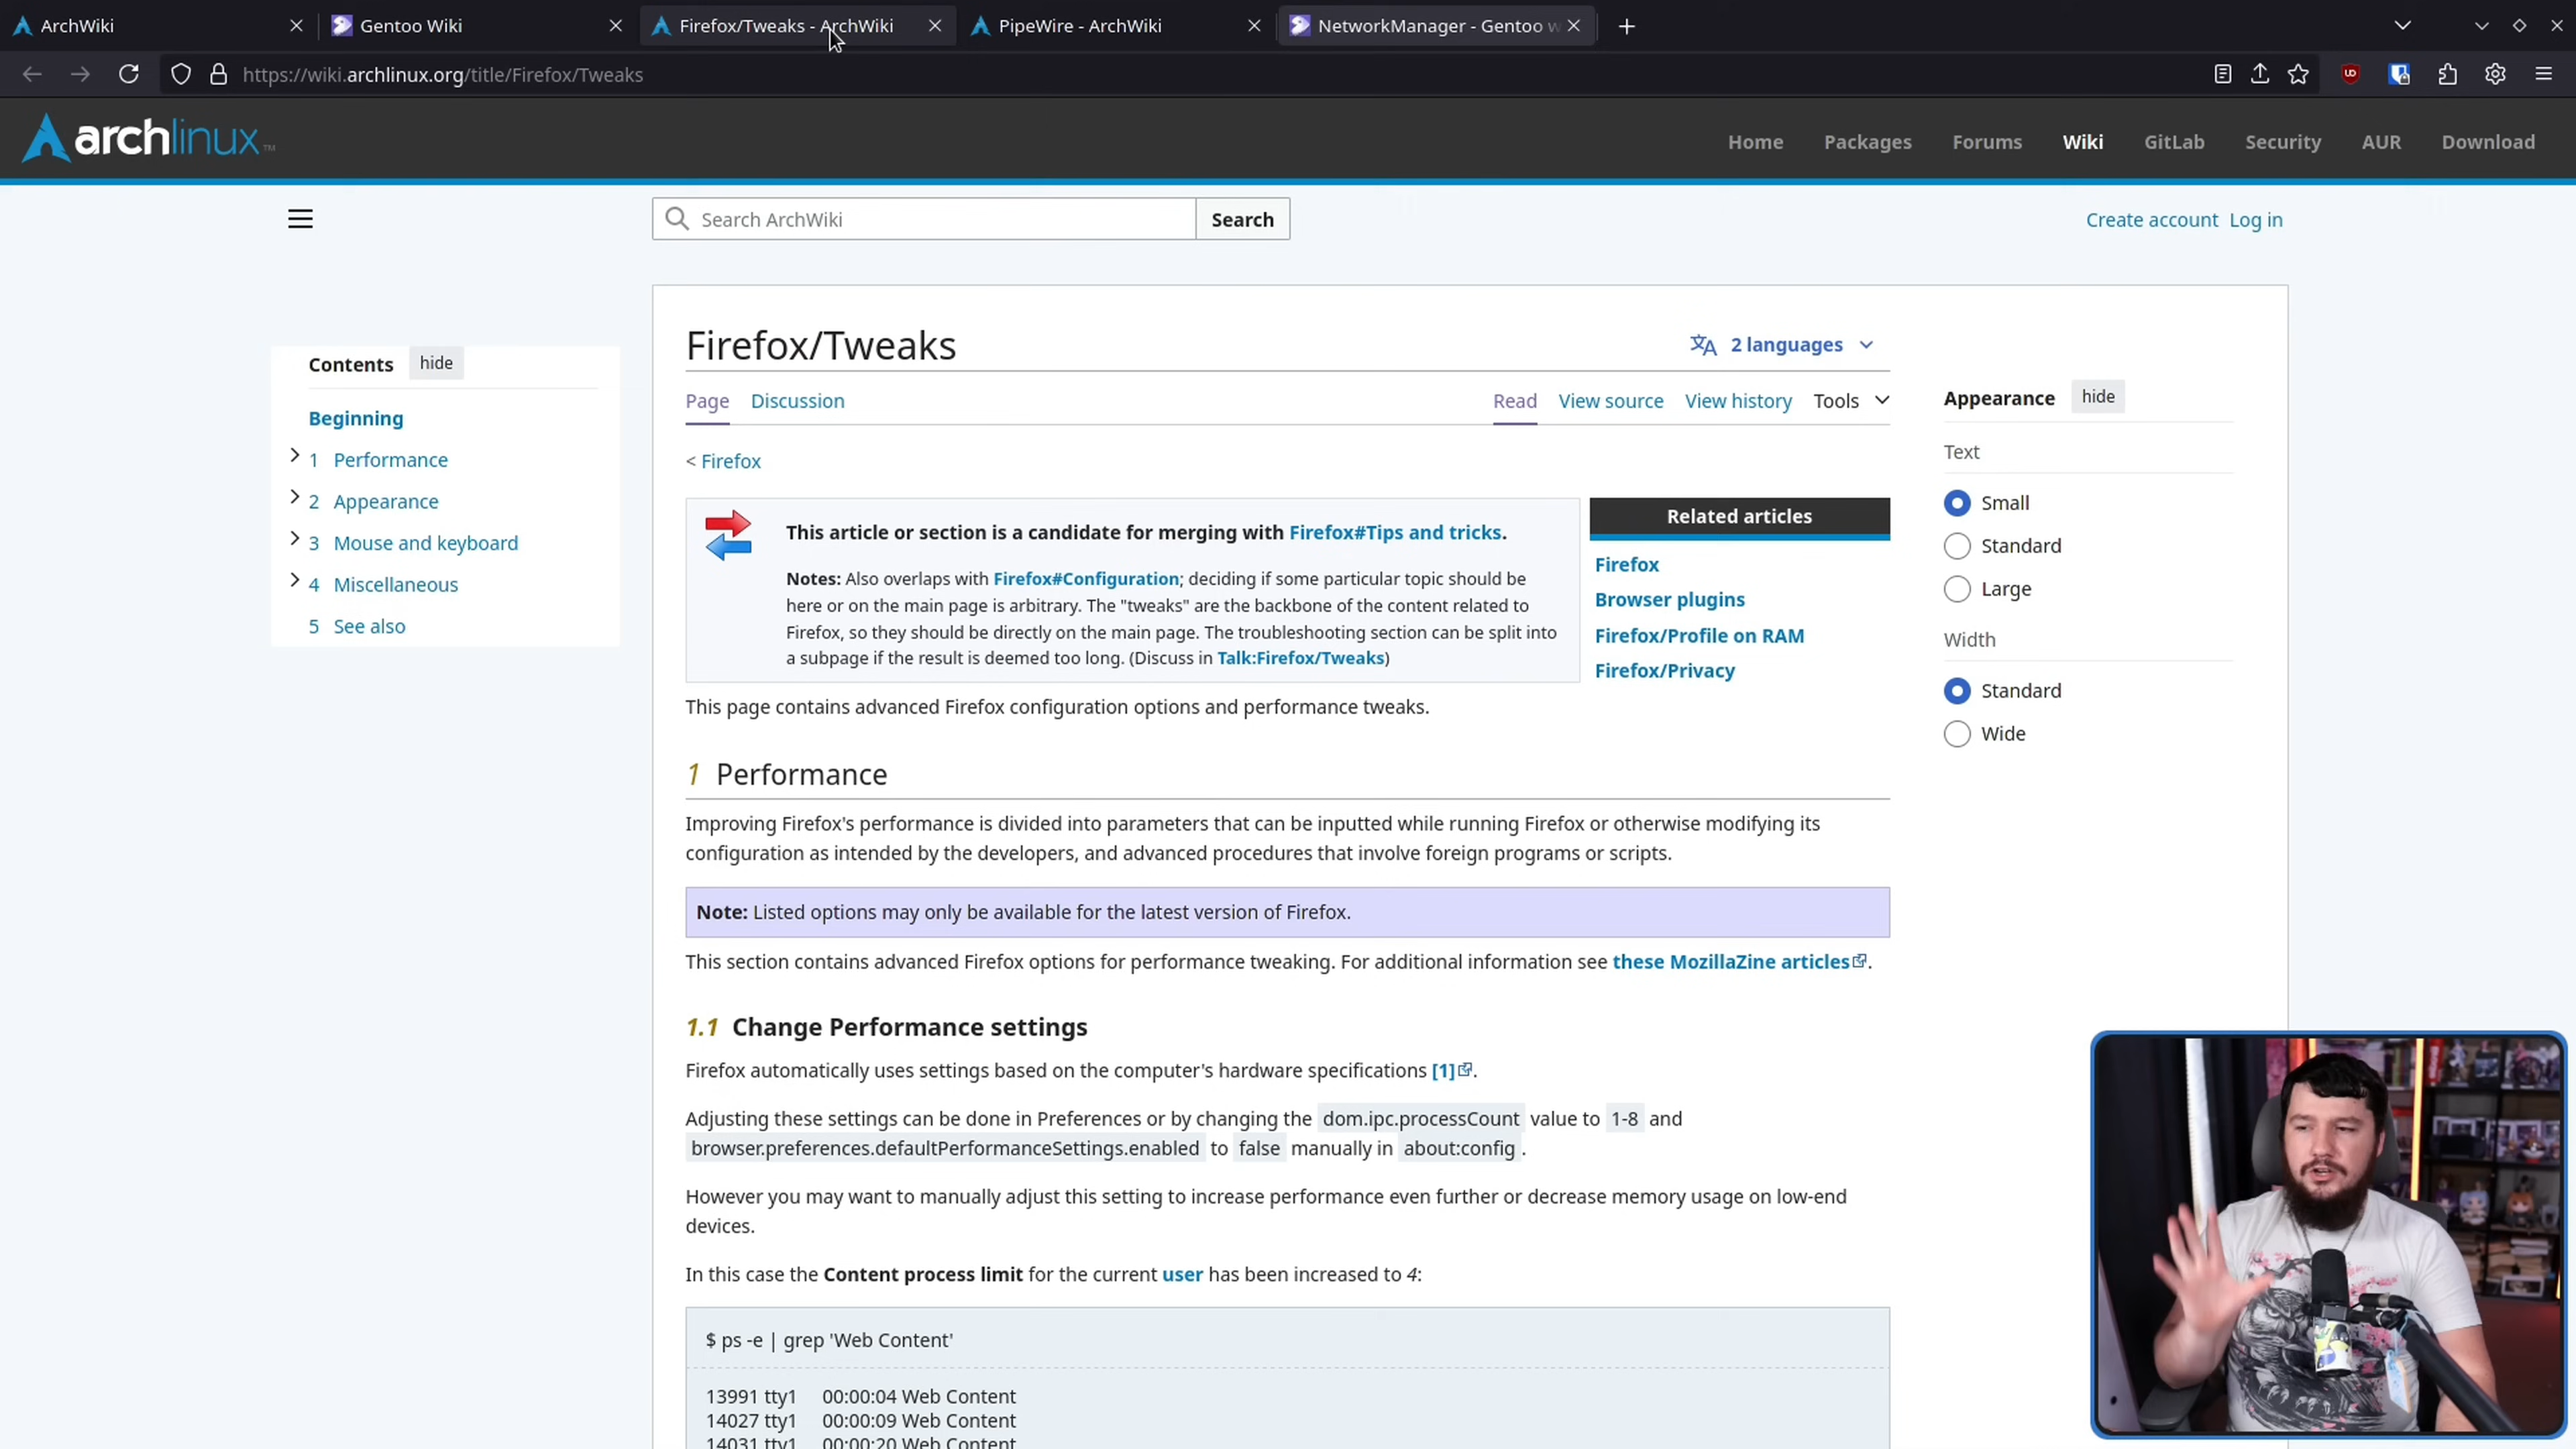 ArchWiki
Gentoo Wiki
Firefox/Tweaks - ArchWiki
PipeWire - ArchWiki
NetworkManager - Gentoo w
https://wiki.archlinux.org/title/Firefox/Tweaks
archlinux™
Home Packages Forums Wiki GitLab Security AUR Download
Search ArchWiki Search
Create account Log in
Contents hide
Beginning
1 Performance
2 Appearance
3 Mouse and keyboard
4 Miscellaneous
5 See also
Firefox/Tweaks
2 languages
Page Discussion Read View source View history Tools
< Firefox
This article or section is a candidate for merging with Firefox#Tips and tricks.
Notes: Also overlaps with Firefox#Configuration; deciding if some particular topic should be
here or on the main page is arbitrary. The "tweaks" are the backbone of the content related to
Firefox, so they should be directly on the main page. The troubleshooting section can be split into
a subpage if the result is deemed too long. (Discuss in Talk:Firefox/Tweaks)
Related articles
Firefox
Browser plugins
Firefox/Profile on RAM
Firefox/Privacy
This page contains advanced Firefox configuration options and performance tweaks.
1 Performance
Improving Firefox's performance is divided into parameters that can be inputted while running Firefox or otherwise modifying its
configuration as intended by the developers, and advanced procedures that involve foreign programs or scripts.
Note: Listed options may only be available for the latest version of Firefox.
This section contains advanced Firefox options for performance tweaking. For additional information see these MozillaZine articles.
1.1 Change Performance settings
Firefox automatically uses settings based on the computer's hardware specifications [1].
Adjusting these settings can be done in Preferences or by changing the dom.ipc.processCount value to 1-8 and
browser.preferences.defaultPerformanceSettings.enabled to false manually in about:config.
However you may want to manually adjust this setting to increase performance even further or decrease memory usage on low-end
devices.
In this case the Content process limit for the current user has been increased to 4:
$ ps -e | grep 'Web Content'
13991 tty1 00:00:04 Web Content
14027 tty1 00:00:09 Web Content
14031 tty1 00:00:20 Web Content
Appearance hide
Text
Small
Standard
Large
Width
Standard
Wide